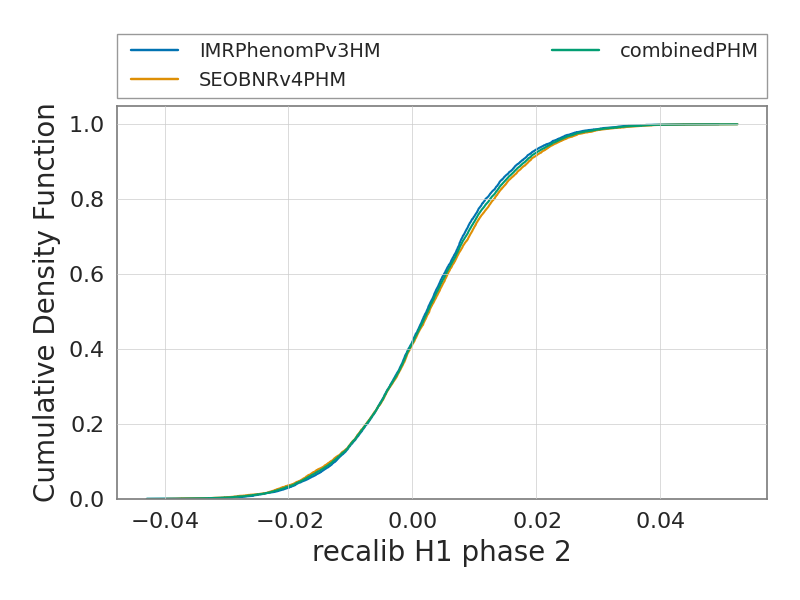 IMRPhenomPv3HM
SEOBNRv4PHM
combinedPHM
Cumulative Density Function
1.0
0.8
0.6
0.4
0.2
0.0
−0.04 −0.02 0.00 0.02 0.04
recalib H1 phase 2